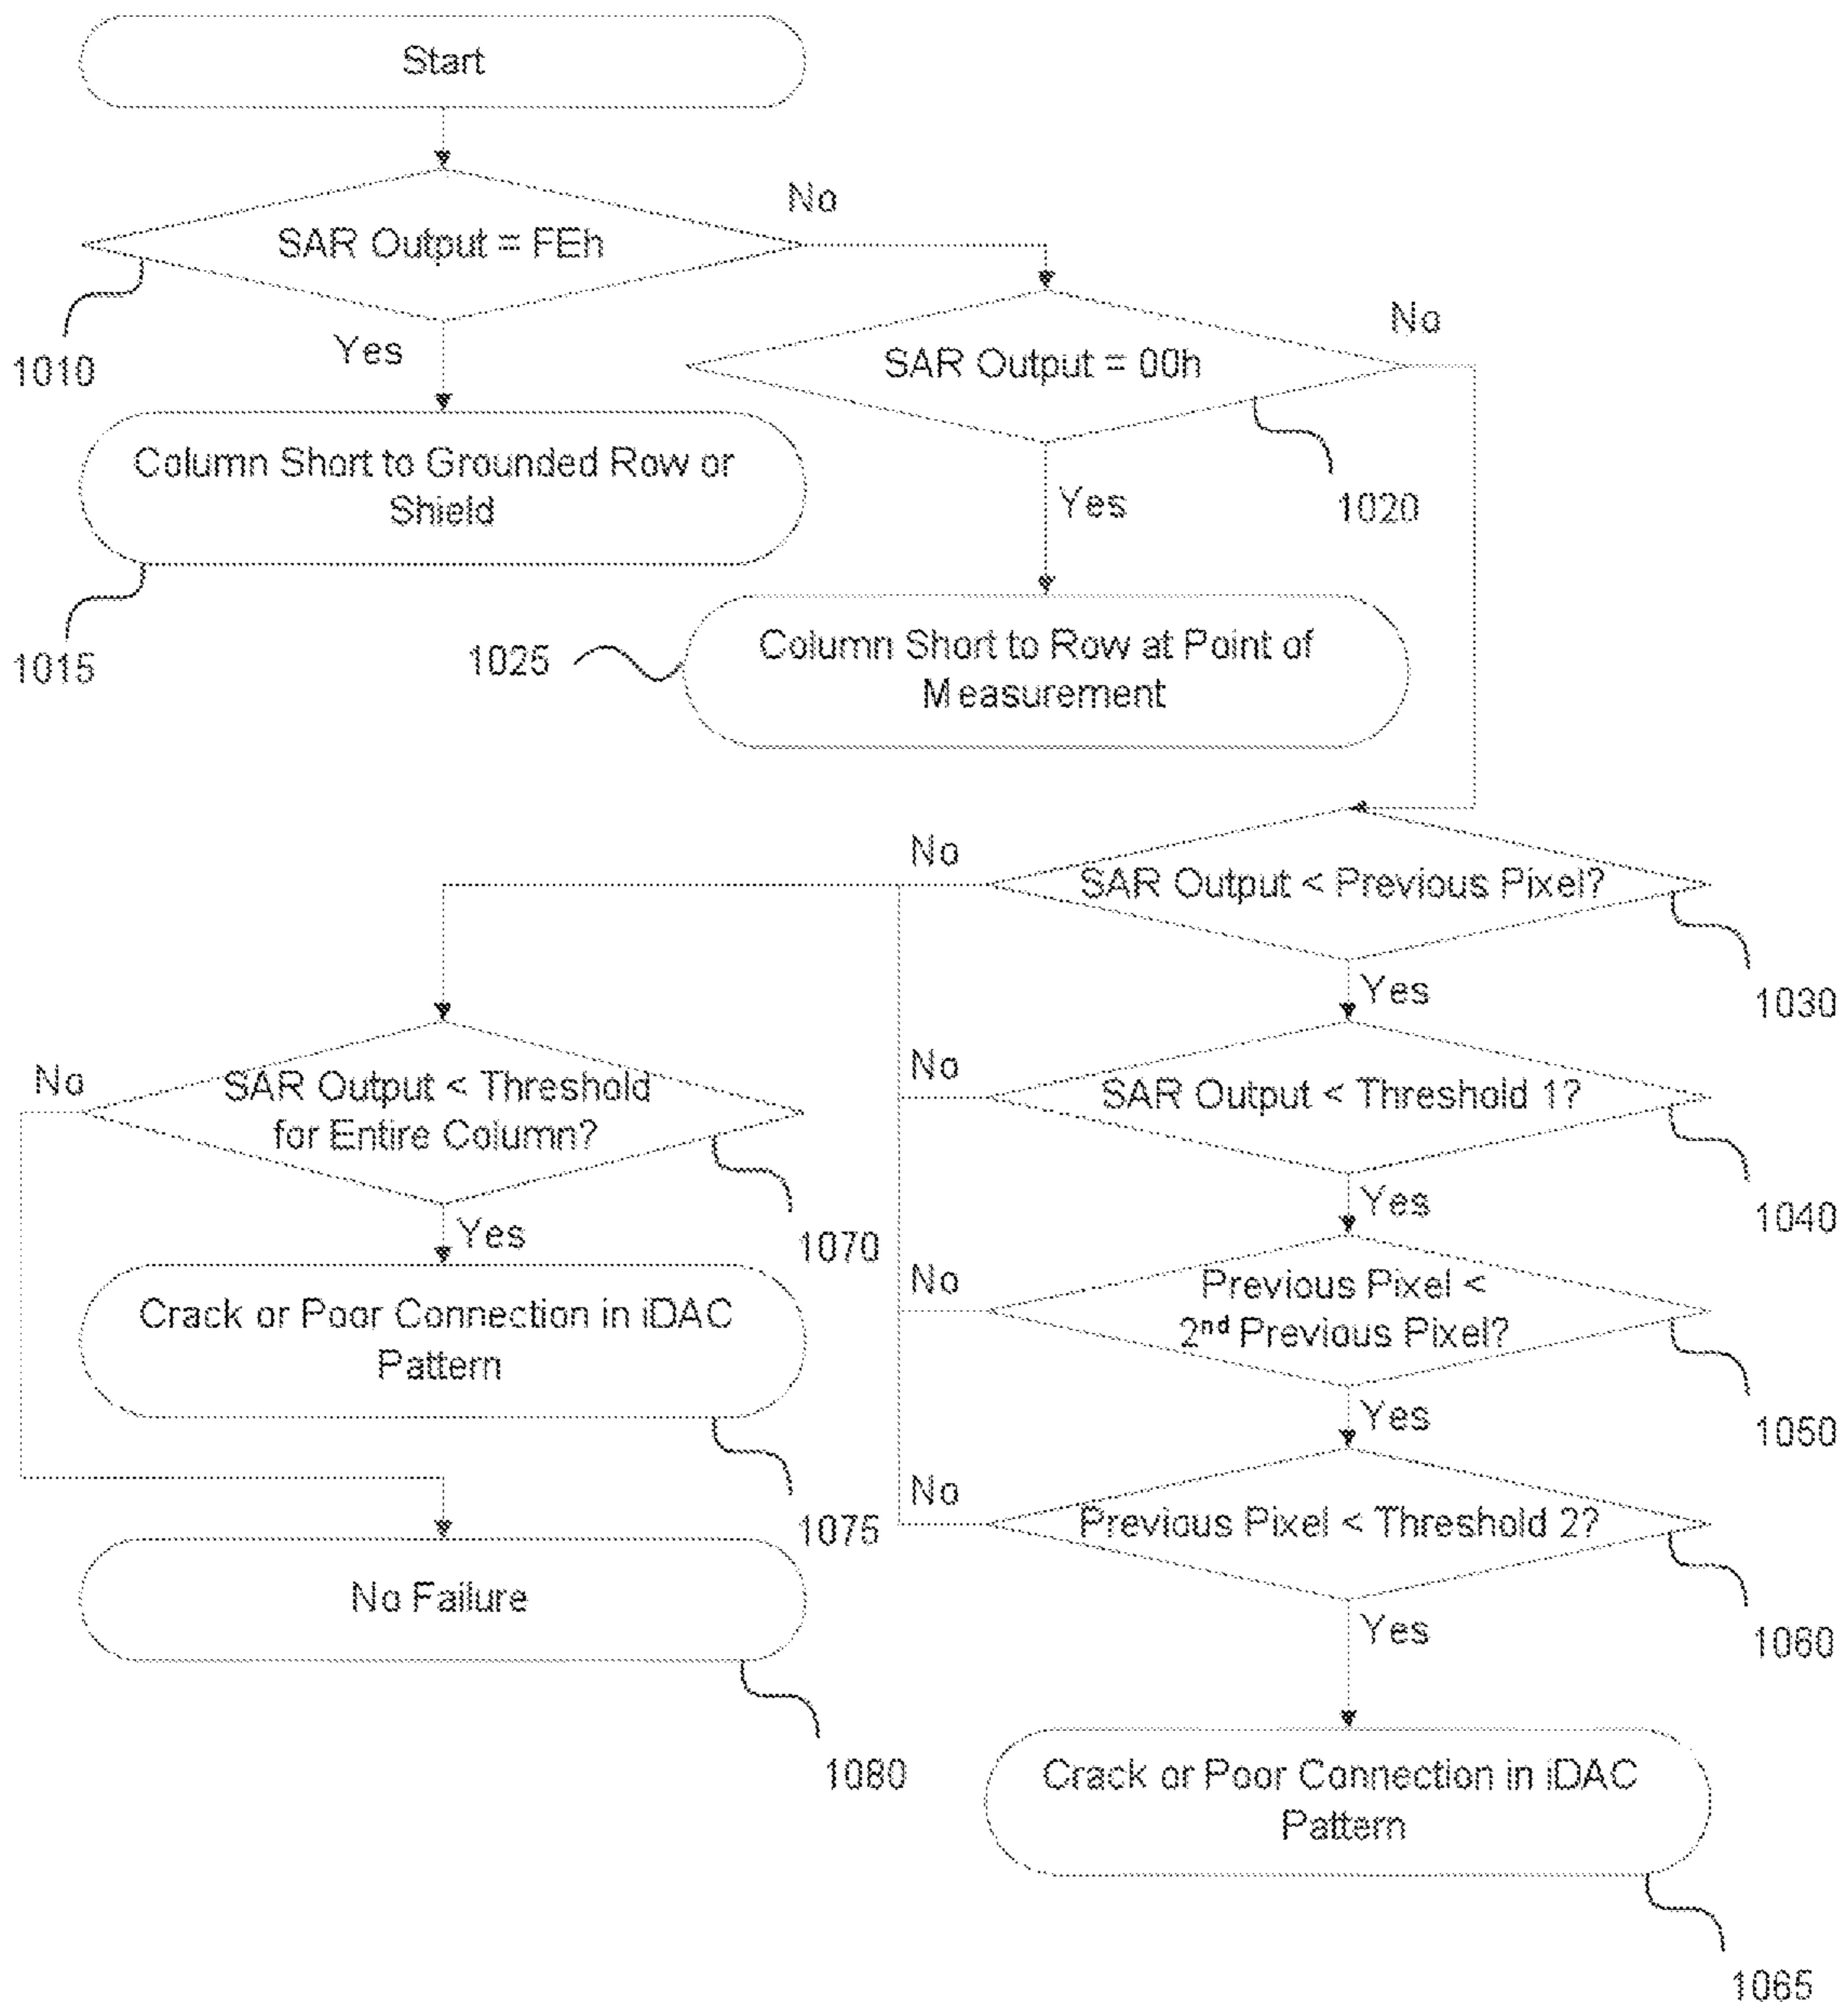 Start
No
SAR Output = FEh
1010
Yes
No
SAR Output = 00h
1020
Column Short to Grounded Row or
Shield
1015
Yes
1025
Column Short to Row at Point of
Measurement
No
SAR Output < Previous Pixel?
1030
Yes
No
SAR Output < Threshold
for Entire Column?
1070
No
SAR Output < Threshold 1?
1040
Yes
Yes
No
Previous Pixel <
2nd Previous Pixel?
1050
Crack or Poor Connection in iDAC
Pattern
1075
Yes
No
Previous Pixel < Threshold 2?
1060
No Failure
1080
Yes
Crack or Poor Connection in iDAC
Pattern
1065